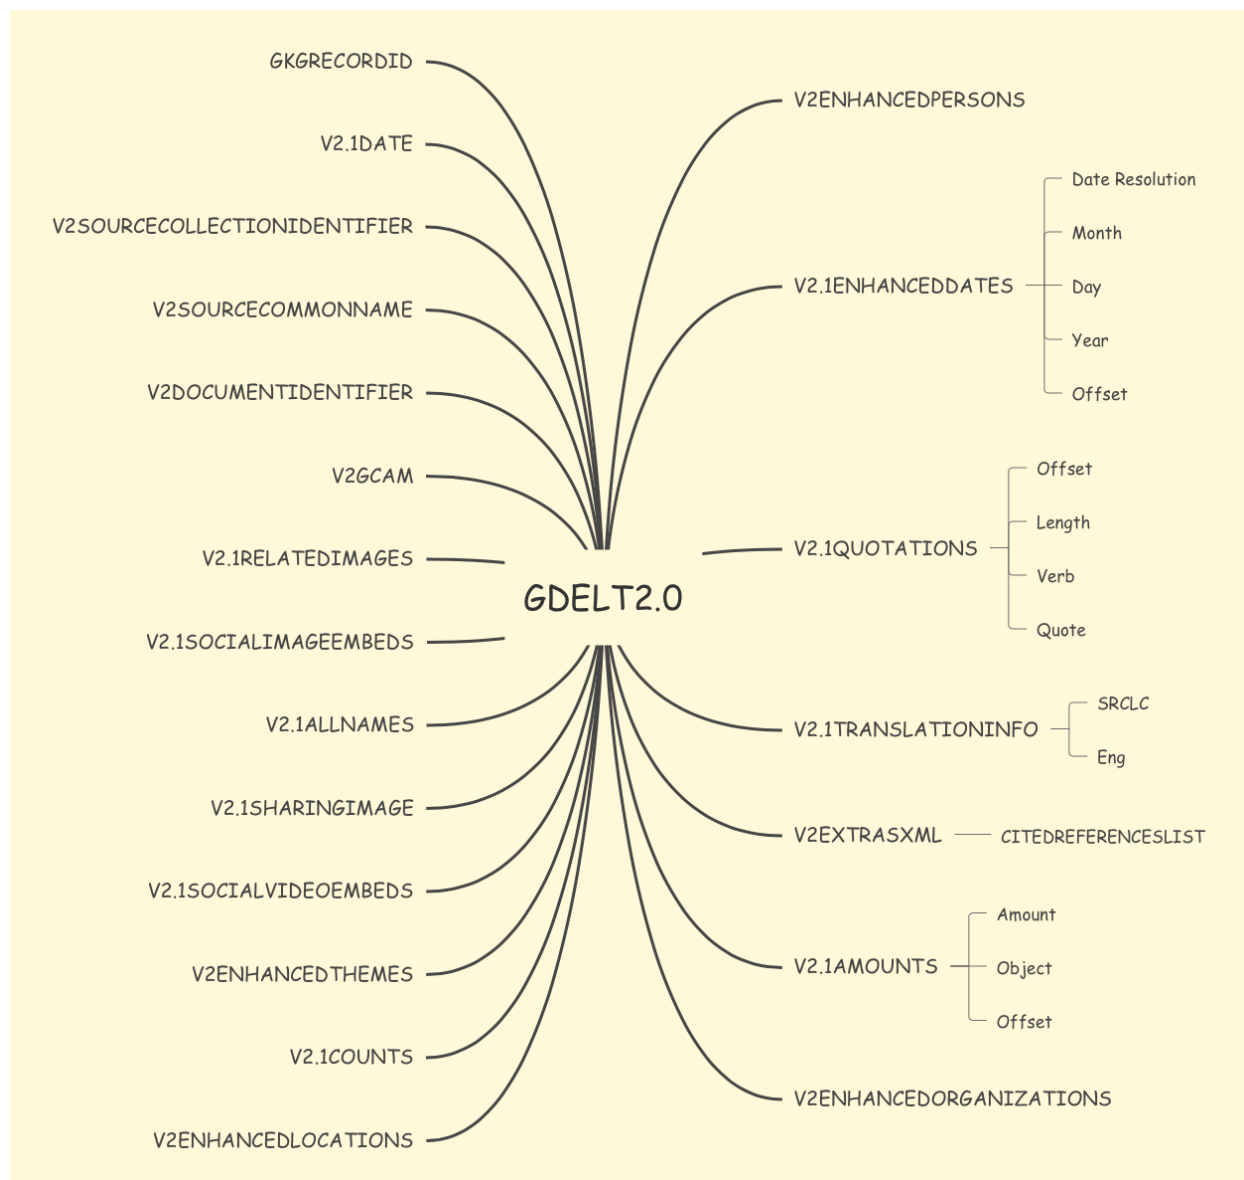 GKGRECORDID
V2.1DATE
V2SOURCECOLLECTIONIDENTIFIER
V2SOURCECOMMONNAME
V2DOCUMENTIDENTIFIER
V2GCAM
V2.1RELATEDIMAGES
V2.1SOCIALIMAGEEMBEDS
V2.1ALLNAMES
V2.1SHARINGIMAGE
V2.1SOCIALVIDEOEMBEDS
V2ENHANCEDTHEMES
V2.1COUNTS
V2ENHANCEDLOCATIONS
GDELT2.0
V2ENHANCEDPERSONS
V2.1ENHANCEDDATES
Date Resolution
Month
Day
Year
Offset
V2.1QUOTATIONS
Offset
Length
Verb
Quote
V2.1TRANSLATIONINFO
SRCLC
Eng
V2EXTRASXML
CITEDREFERENCESLIST
V2.1AMOUNTS
Amount
Object
Offset
V2ENHANCEDORGANIZATIONS